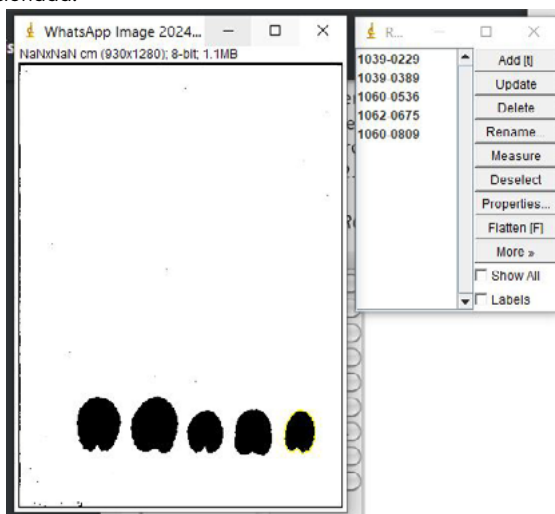 WhatsApp Image 2024...
NaNxNaN cm (930x1280); 8-bit; 1.1MB
R...
1039-0229
1039-0389
1060-0536
1062-0675
1060-0809
Add [t]
Update
Delete
Rename...
Measure
Deselect
Properties...
Flatten [F]
More »
Show All
Labels